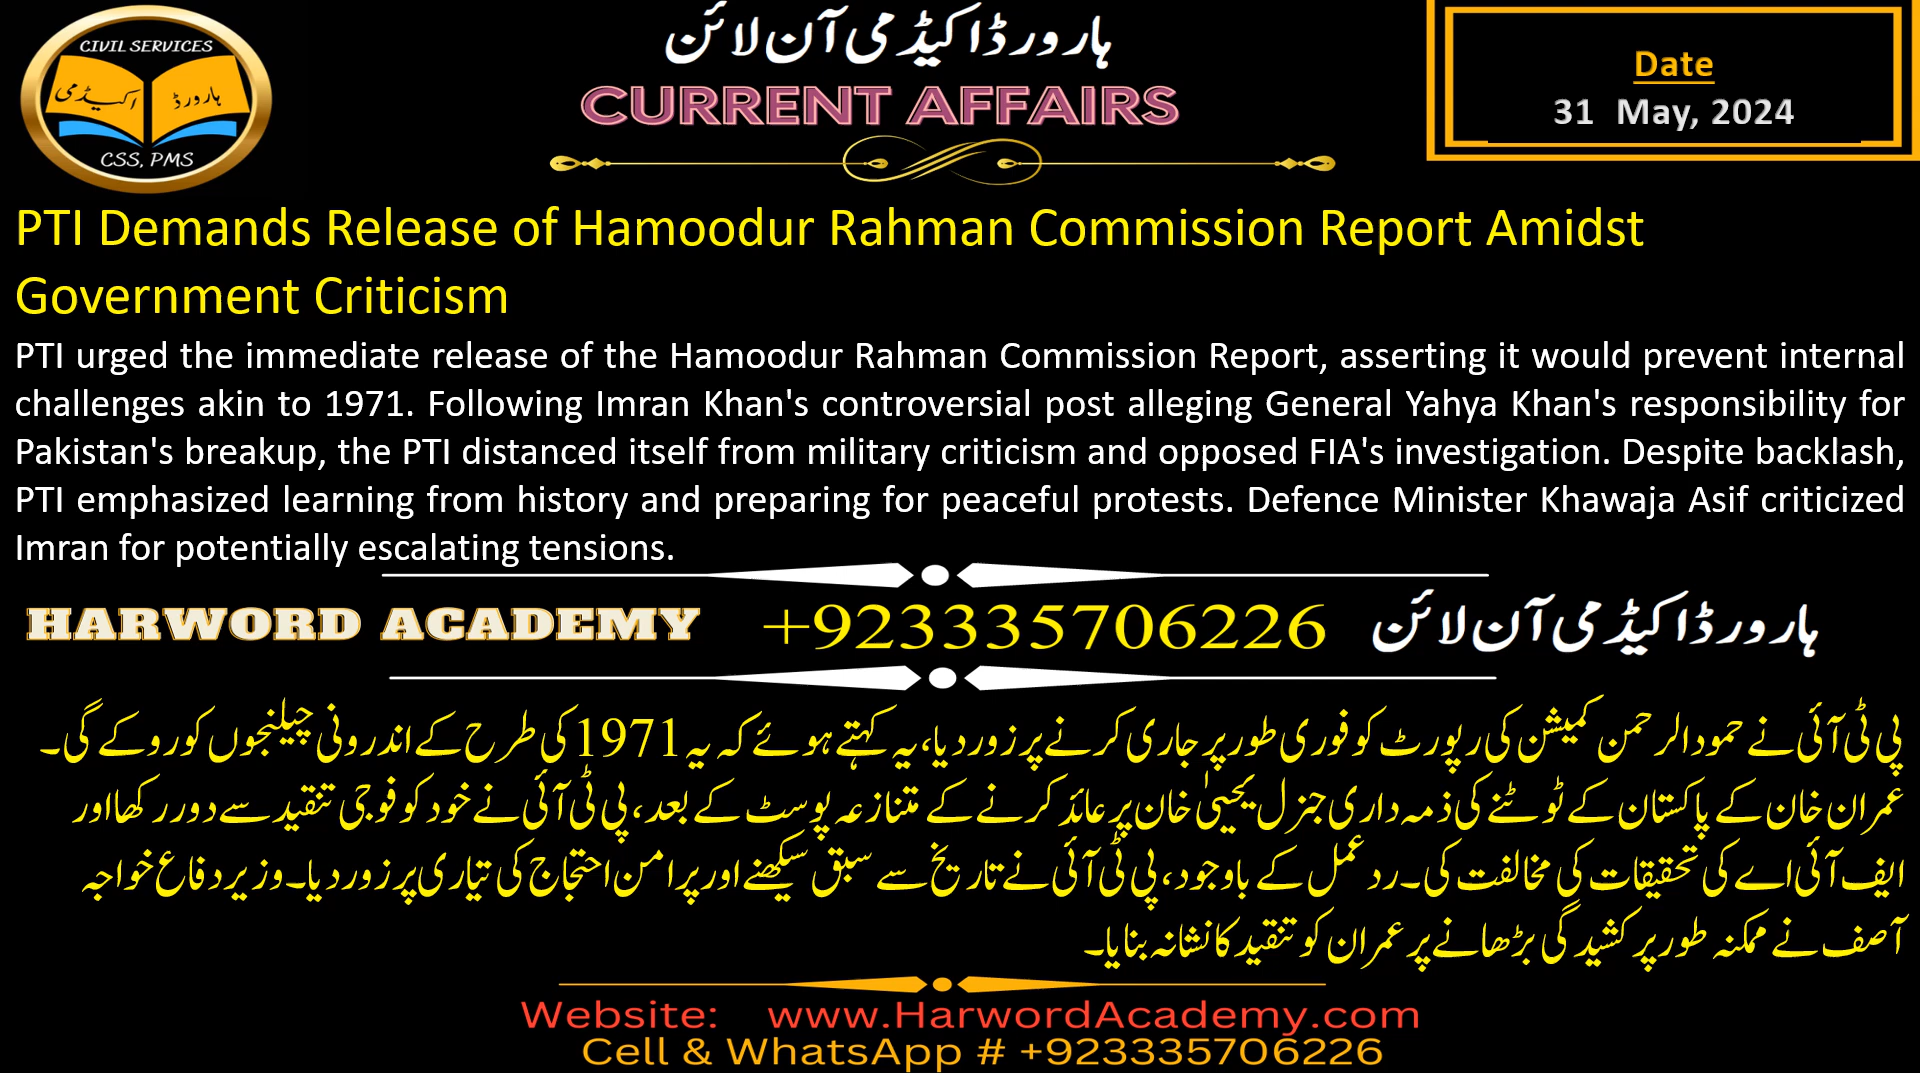 CIVIL SERVICES
ہارورڈ اکیڈمی
CSS, PMS
ہارورڈ اکیڈمی آن لائن
CURRENT AFFAIRS
Date
31 May, 2024
PTI Demands Release of Hamoodur Rahman Commission Report Amidst
Government Criticism
PTI urged the immediate release of the Hamoodur Rahman Commission Report, asserting it would prevent internal
challenges akin to 1971. Following Imran Khan's controversial post alleging General Yahya Khan's responsibility for
Pakistan's breakup, the PTI distanced itself from military criticism and opposed FIA's investigation. Despite backlash,
PTI emphasized learning from history and preparing for peaceful protests. Defence Minister Khawaja Asif criticized
Imran for potentially escalating tensions.
HARWORD ACADEMY +923335706226 ہارورڈ اکیڈمی آن لائن
پی ٹی آئی نے حمود الرحمن کمیشن کی رپورٹ کو فوری طور پر جاری کرنے پر زور دیا، یہ کہتے ہوئے کہ یہ 1971 کی طرح کے اندرونی چیلنجوں کو روکے گی۔
عمران خان کے پاکستان کے ٹوٹنے کی ذمہ داری جنرل یحییٰ خان پر عائد کرنے کے متنازعہ پوسٹ کے بعد، پی ٹی آئی نے خود کو فوجی تنقید سے دور رکھا اور
ایف آئی اے کی تحقیقات کی مخالفت کی۔ رد عمل کے باوجود، پی ٹی آئی نے تاریخ سے سبق سیکھنے اور پر امن احتجاج کی تیاری پر زور دیا۔ وزیر دفاع خواجہ
آصف نے ممکنہ طور پر کشیدگی بڑھانے پر عمران کو تنقید کا نشانہ بنایا۔
Website: www.HarwordAcademy.com
Cell & WhatsApp # +923335706226